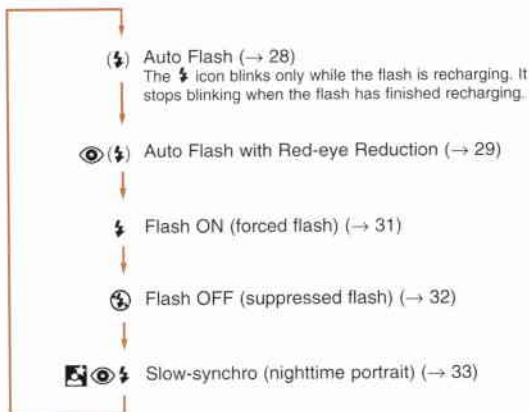 (⚡) Auto Flash (→ 28)
The ⚡ icon blinks only while the flash is recharging. It
stops blinking when the flash has finished recharging.
(⚡) Auto Flash with Red-eye Reduction (→ 29)
⚡ Flash ON (forced flash) (→ 31)
Flash OFF (suppressed flash) (→ 32)
⚡ Slow-synchro (nighttime portrait) (→ 33)